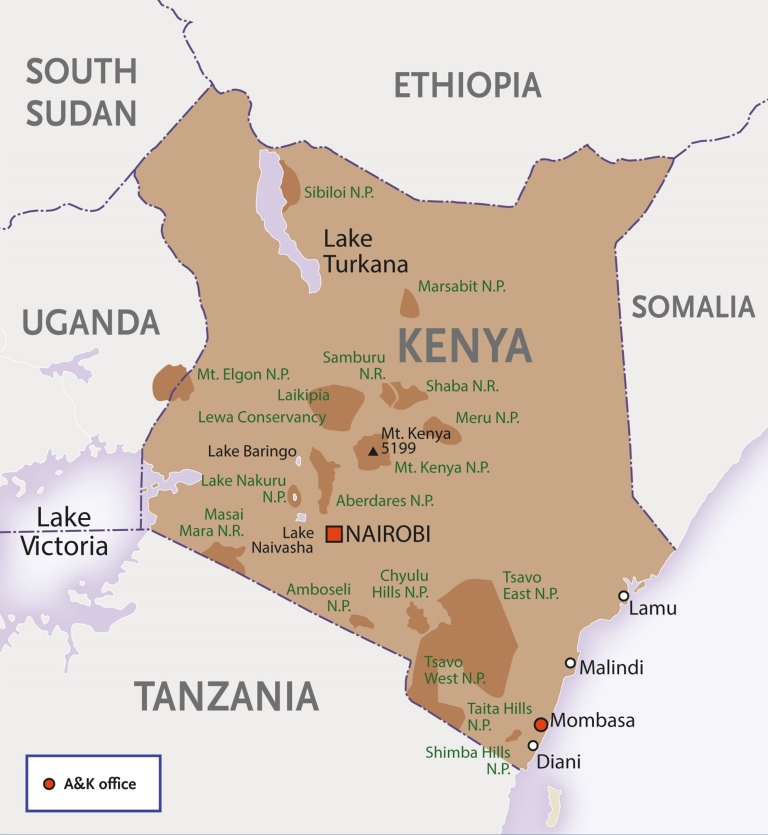 SOUTH
SUDAN
ETHIOPIA
Sibiloi N.P.
Lake
Turkana
Marsabit N.P.
SOMALIA
UGANDA
KENYA
Samburu
N.R.
Mt. Elgon N.P.
Laikipia
Shaba N.R.
Lewa Conservancy
Meru N.P.
Mt. Kenya
5199
Lake Baringo
Mt. Kenya N.P.
Lake Nakuru
N.P.
Aberdares N.P.
Masai
Mara N.R.
Lake
Victoria
Lake
Naivasha
NAIROBI
Amboseli
N.P.
Chyulu
Hills N.P.
Tsavo
East N.P.
Lamu
Malindi
Tsavo
West N.P.
TANZANIA
Taita Hills
N.P.
Mombasa
Shimba Hills
N.P.
Diani
A&K office